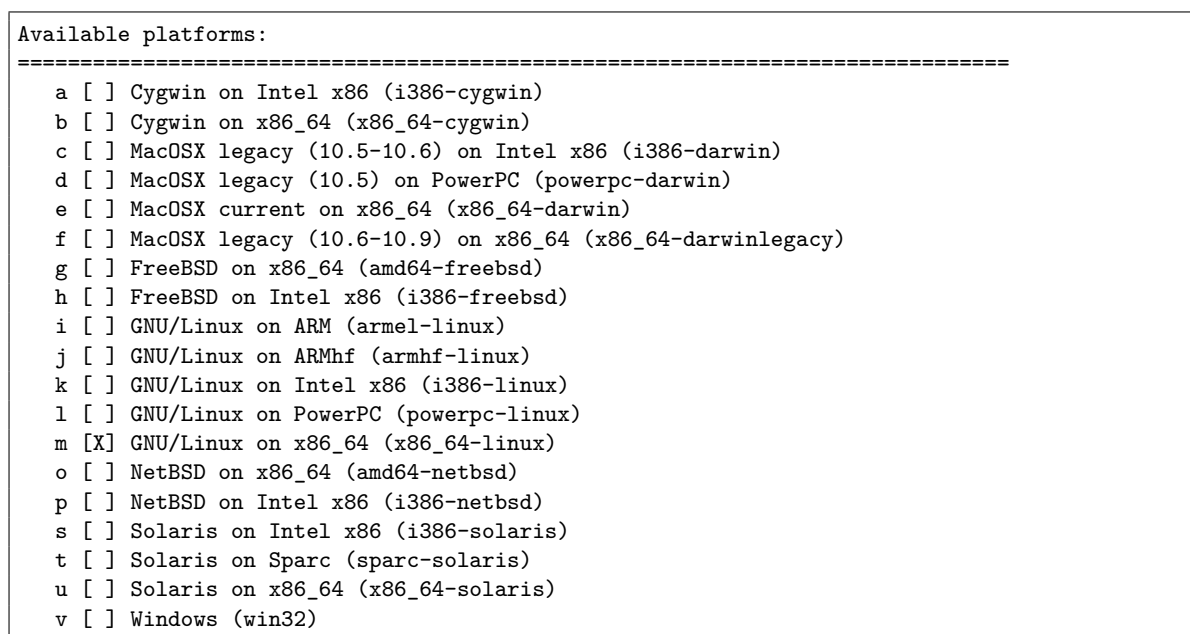 Available platforms:
===============================================================================
   a [ ] Cygwin on Intel x86 (i386-cygwin)
   b [ ] Cygwin on x86_64 (x86_64-cygwin)
   c [ ] MacOSX legacy (10.5-10.6) on Intel x86 (i386-darwin)
   d [ ] MacOSX legacy (10.5) on PowerPC (powerpc-darwin)
   e [ ] MacOSX current on x86_64 (x86_64-darwin)
   f [ ] MacOSX legacy (10.6-10.9) on x86_64 (x86_64-darwinlegacy)
   g [ ] FreeBSD on x86_64 (amd64-freebsd)
   h [ ] FreeBSD on Intel x86 (i386-freebsd)
   i [ ] GNU/Linux on ARM (armel-linux)
   j [ ] GNU/Linux on ARMhf (armhf-linux)
   k [ ] GNU/Linux on Intel x86 (i386-linux)
   l [ ] GNU/Linux on PowerPC (powerpc-linux)
   m [X] GNU/Linux on x86_64 (x86_64-linux)
   o [ ] NetBSD on x86_64 (amd64-netbsd)
   p [ ] NetBSD on Intel x86 (i386-netbsd)
   s [ ] Solaris on Intel x86 (i386-solaris)
   t [ ] Solaris on Sparc (sparc-solaris)
   u [ ] Solaris on x86_64 (x86_64-solaris)
   v [ ] Windows (win32)